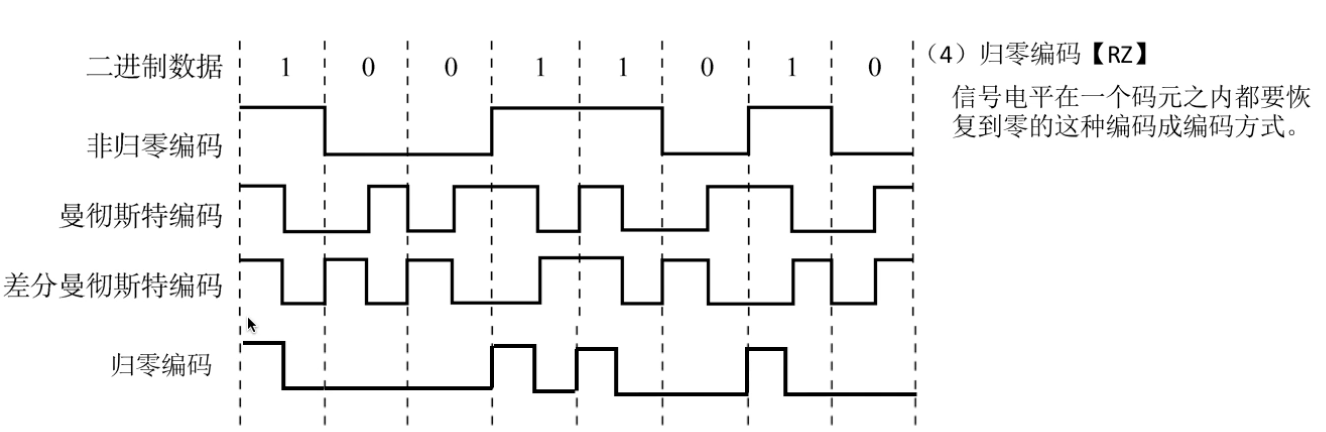 二进制数据 1 0 0 1 1 0 1 0
非归零编码
曼彻斯特编码
差分曼彻斯特编码
归零编码
（4）归零编码【RZ】
信号电平在一个码元之内都要恢
复到零的这种编码成编码方式。